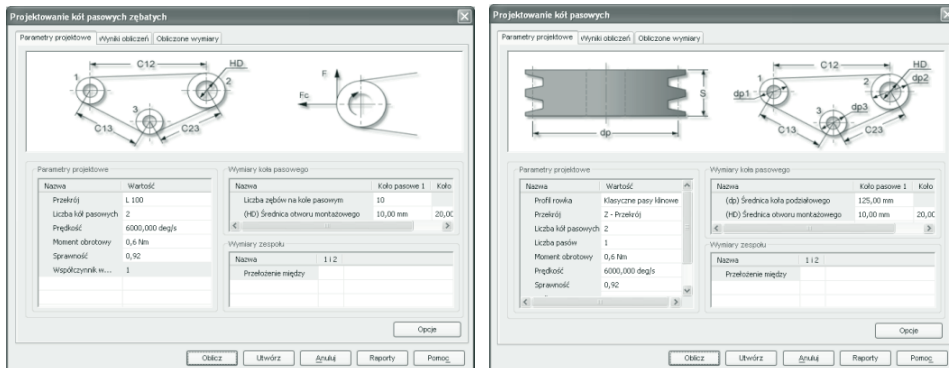 Projektowanie kół pasowych zębatych
Parametry projektowe Wyniki obliczeń Obliczone wymiary
C12 HD
1 2
3
C13 C23
F
Fc
Parametry projektowe
Nazwa Wartość
Przekrój L 100
Liczba kół pasowych 2
Prędkość 6000,000 deg/s
Moment obrotowy 0,6 Nm
Sprawność 0,92
Współczynnik w... 1
Wymiary koła pasowego
Nazwa Koło pasowe 1 Koło
Liczba zębów na kole pasowym 10
(HD) Średnica otworu montażowego 10,00 mm 20,00
Wymiary zespołu
Nazwa 1 i 2
Przełożenie między
Opcje
Oblicz Utwórz Anuluj Raporty Pomoc
Projektowanie kół pasowych
Parametry projektowe Wyniki obliczeń Obliczone wymiary
S
dp
C12 HD
1 2 dp2
dp1
3 dp3
C13 C23
Parametry projektowe
Nazwa Wartość
Profil rowka Klasyczne pasy klinowe
Przekrój Z - Przekrój
Liczba kół pasowych 2
Liczba pasów 1
Moment obrotowy 0,6 Nm
Prędkość 6000,000 deg/s
Sprawność 0,92
Wymiary koła pasowego
Nazwa Koło pasowe 1 Koło
(dp) Średnica koła podziałowego 125,00 mm
(HD) Średnica otworu montażowego 10,00 mm 20,00
Wymiary zespołu
Nazwa 1 i 2
Przełożenie między
Opcje
Oblicz Utwórz Anuluj Raporty Pomoc